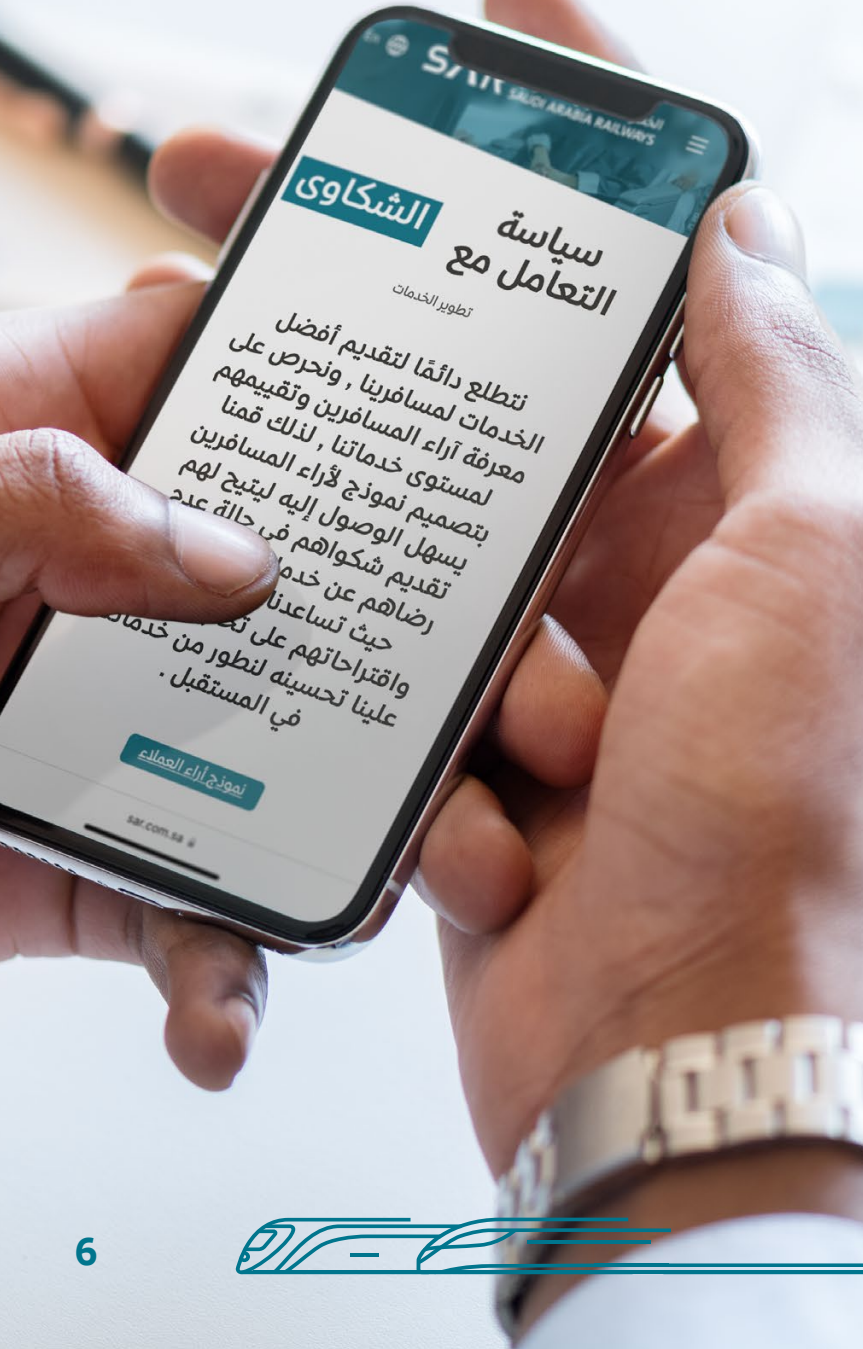 En
SAR
SAUDI ARABIA RAILWAYS
سياسة
التعامل مع الشكاوى
تطوير الخدمات
نتطلع دائمًا لتقديم أفضل
الخدمات لمسافرينا , ونحرص على
معرفة آراء المسافرين وتقييمهم
لمستوى خدماتنا , لذلك قمنا
بتصميم نموذج لأراء المسافرين
يسهل الوصول إليه ليتيح لهم
تقديم شكواهم في حالة عدم
رضاهم عن
حيث تساعدنا
واقتراحاتهم على
علينا تحسينه لنطور من
في المستقبل .
نموذج أراء العملاء
sar.com.sa
6